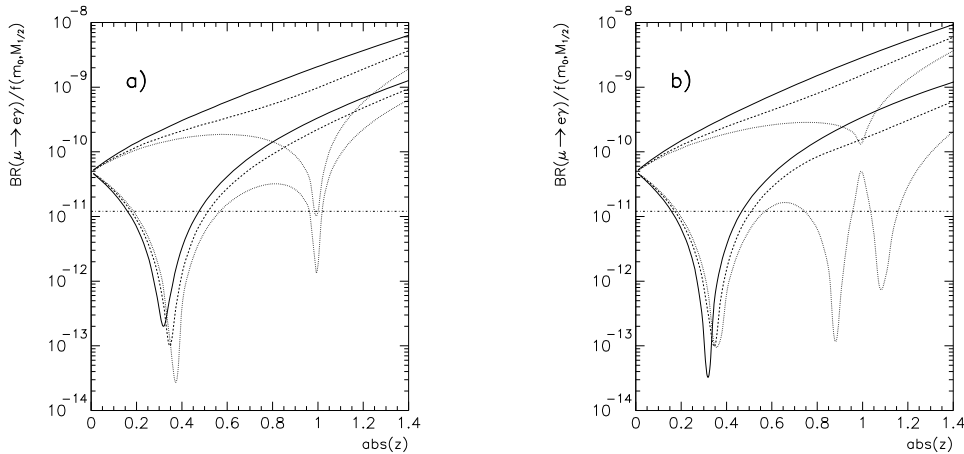 BR(μ → eγ)/f(m₀,M₁/₂)
10⁻⁸
10⁻⁹
10⁻¹⁰
10⁻¹¹
10⁻¹²
10⁻¹³
10⁻¹⁴
a)
0 0.2 0.4 0.6 0.8 1 1.2 1.4
abs(z)
BR(μ → eγ)/f(m₀,M₁/₂)
10⁻⁸
10⁻⁹
10⁻¹⁰
10⁻¹¹
10⁻¹²
10⁻¹³
10⁻¹⁴
b)
0 0.2 0.4 0.6 0.8 1 1.2 1.4
abs(z)